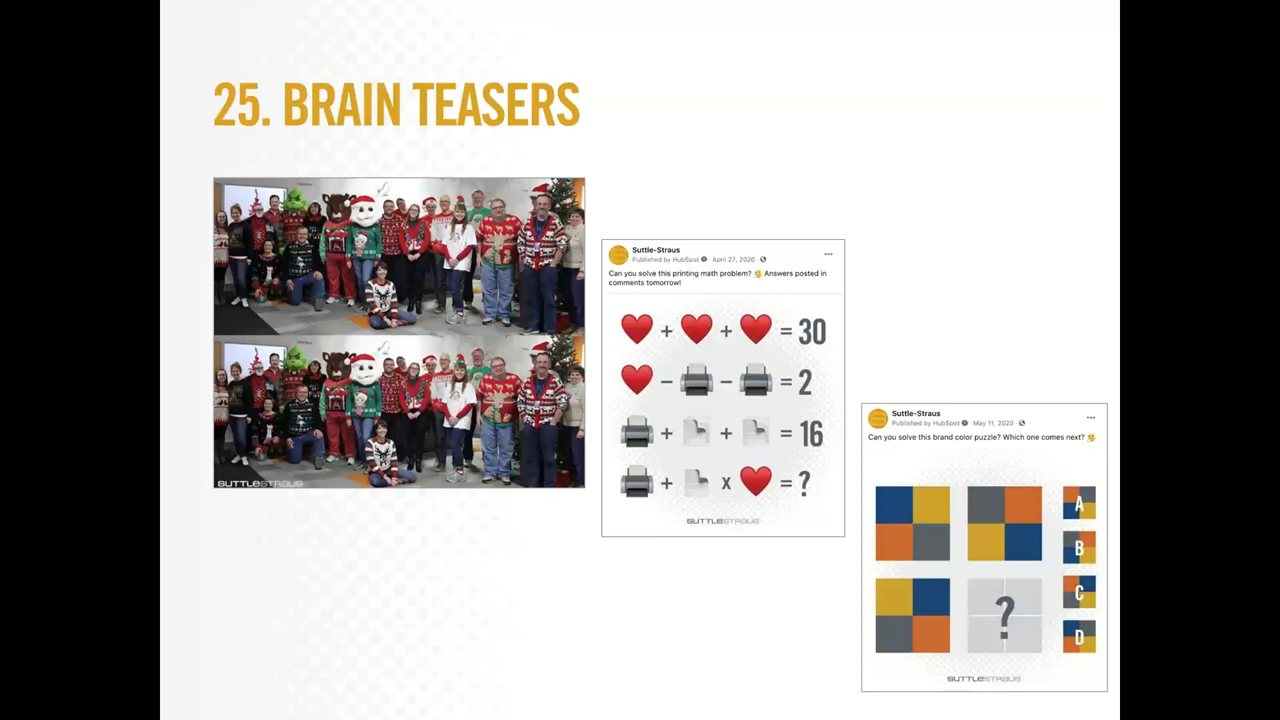 25. BRAIN TEASERS
SUTTLESTRAUS
Suttle-Straus
Published by HubSpot · April 27, 2020 ·
Can you solve this printing math problem? 🤔 Answers posted in
comments tomorrow!
❤️ + ❤️ + ❤️ = 30
❤️ − 🖨️ − 🖨️ = 2
🖨️ + + = 16
🖨️ + x ❤️ = ?
SUTTLESTRAUS
Suttle-Straus
Published by HubSpot · May 11, 2020 ·
Can you solve this brand color puzzle? Which one comes next? 🤔
A
B
C
?
D
SUTTLESTRAUS